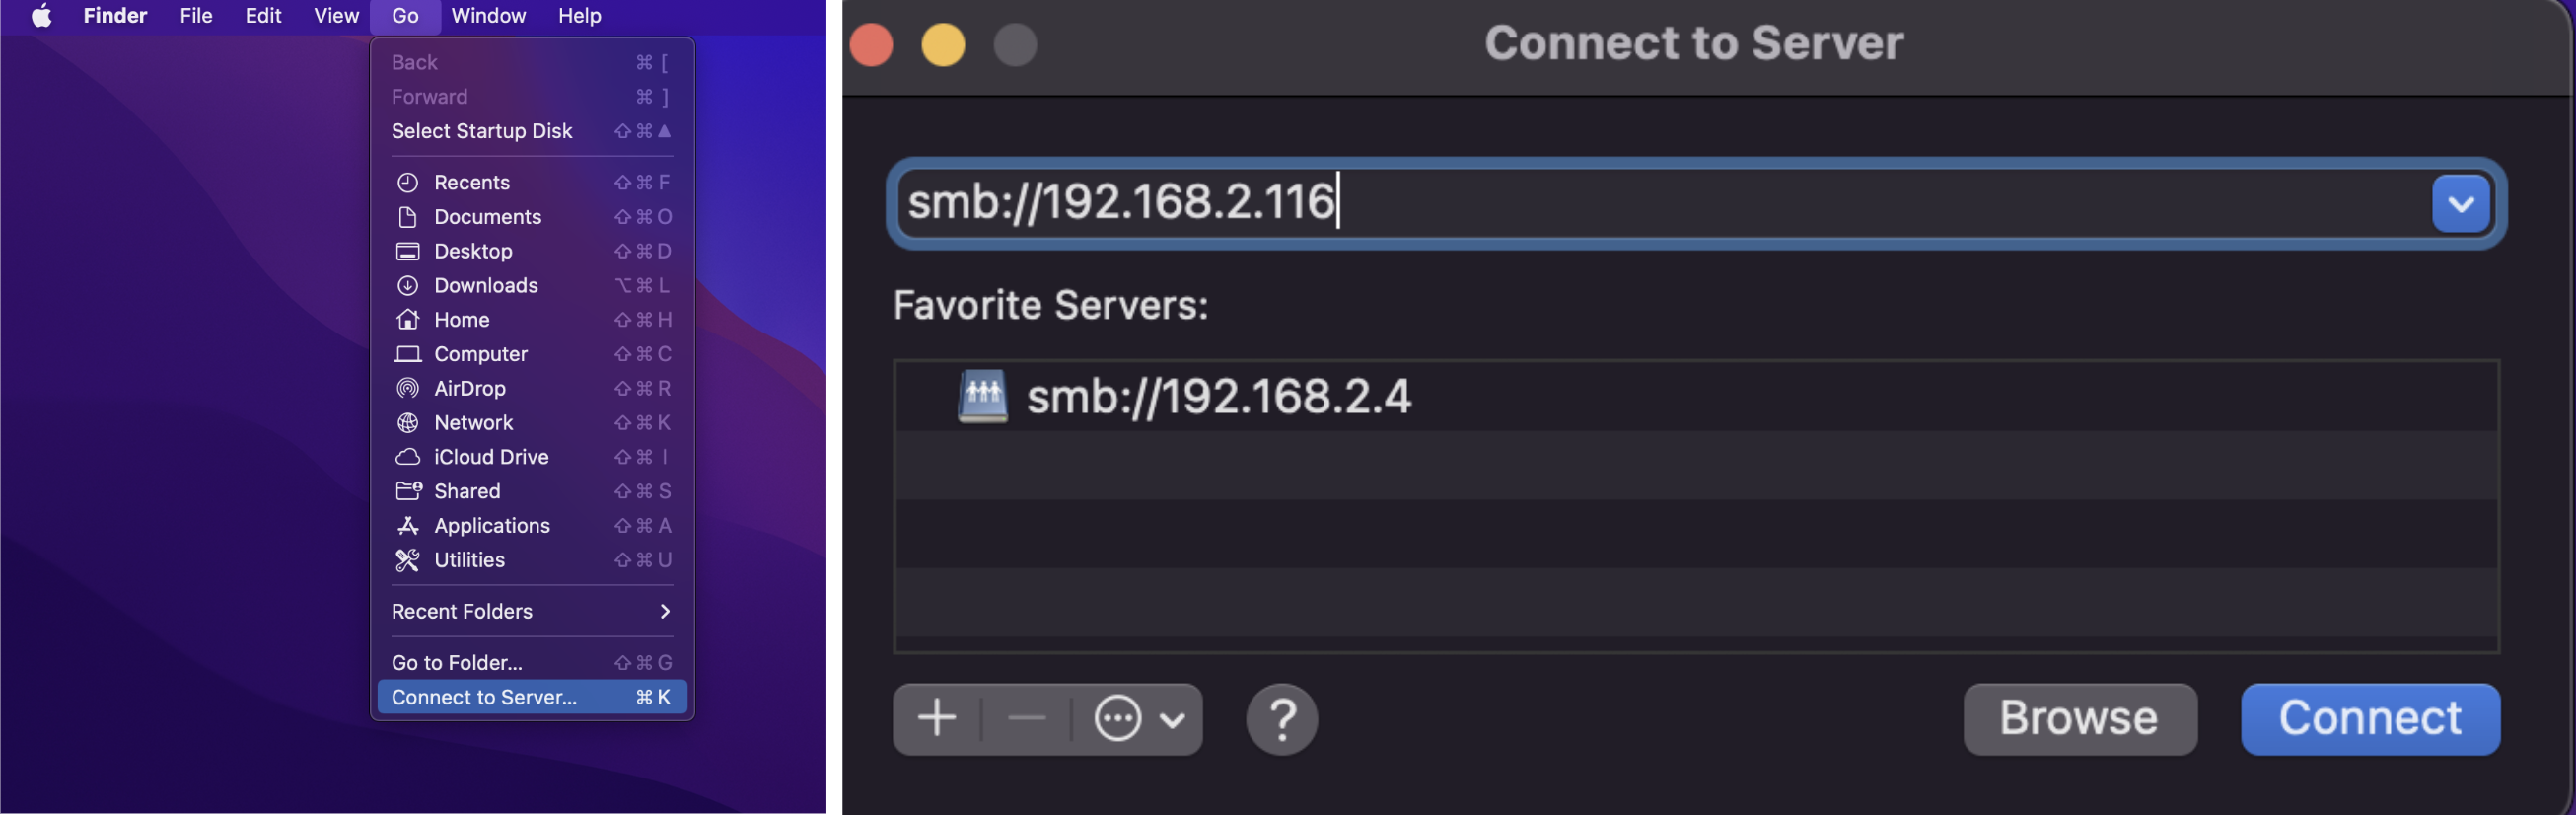 Finder File Edit View Go Window Help
Back ⌘ [
Forward ⌘ ]
Select Startup Disk ⇧⌘▲
Recents ⇧⌘F
Documents ⇧⌘O
Desktop ⇧⌘D
Downloads ⌥⌘L
Home ⇧⌘H
Computer ⇧⌘C
AirDrop ⇧⌘R
Network ⇧⌘K
iCloud Drive ⇧⌘I
Shared ⇧⌘S
Applications ⇧⌘A
Utilities ⇧⌘U
Recent Folders
Go to Folder... ⇧⌘G
Connect to Server... ⌘K
Connect to Server
smb://192.168.2.116
Favorite Servers:
smb://192.168.2.4
? Browse Connect